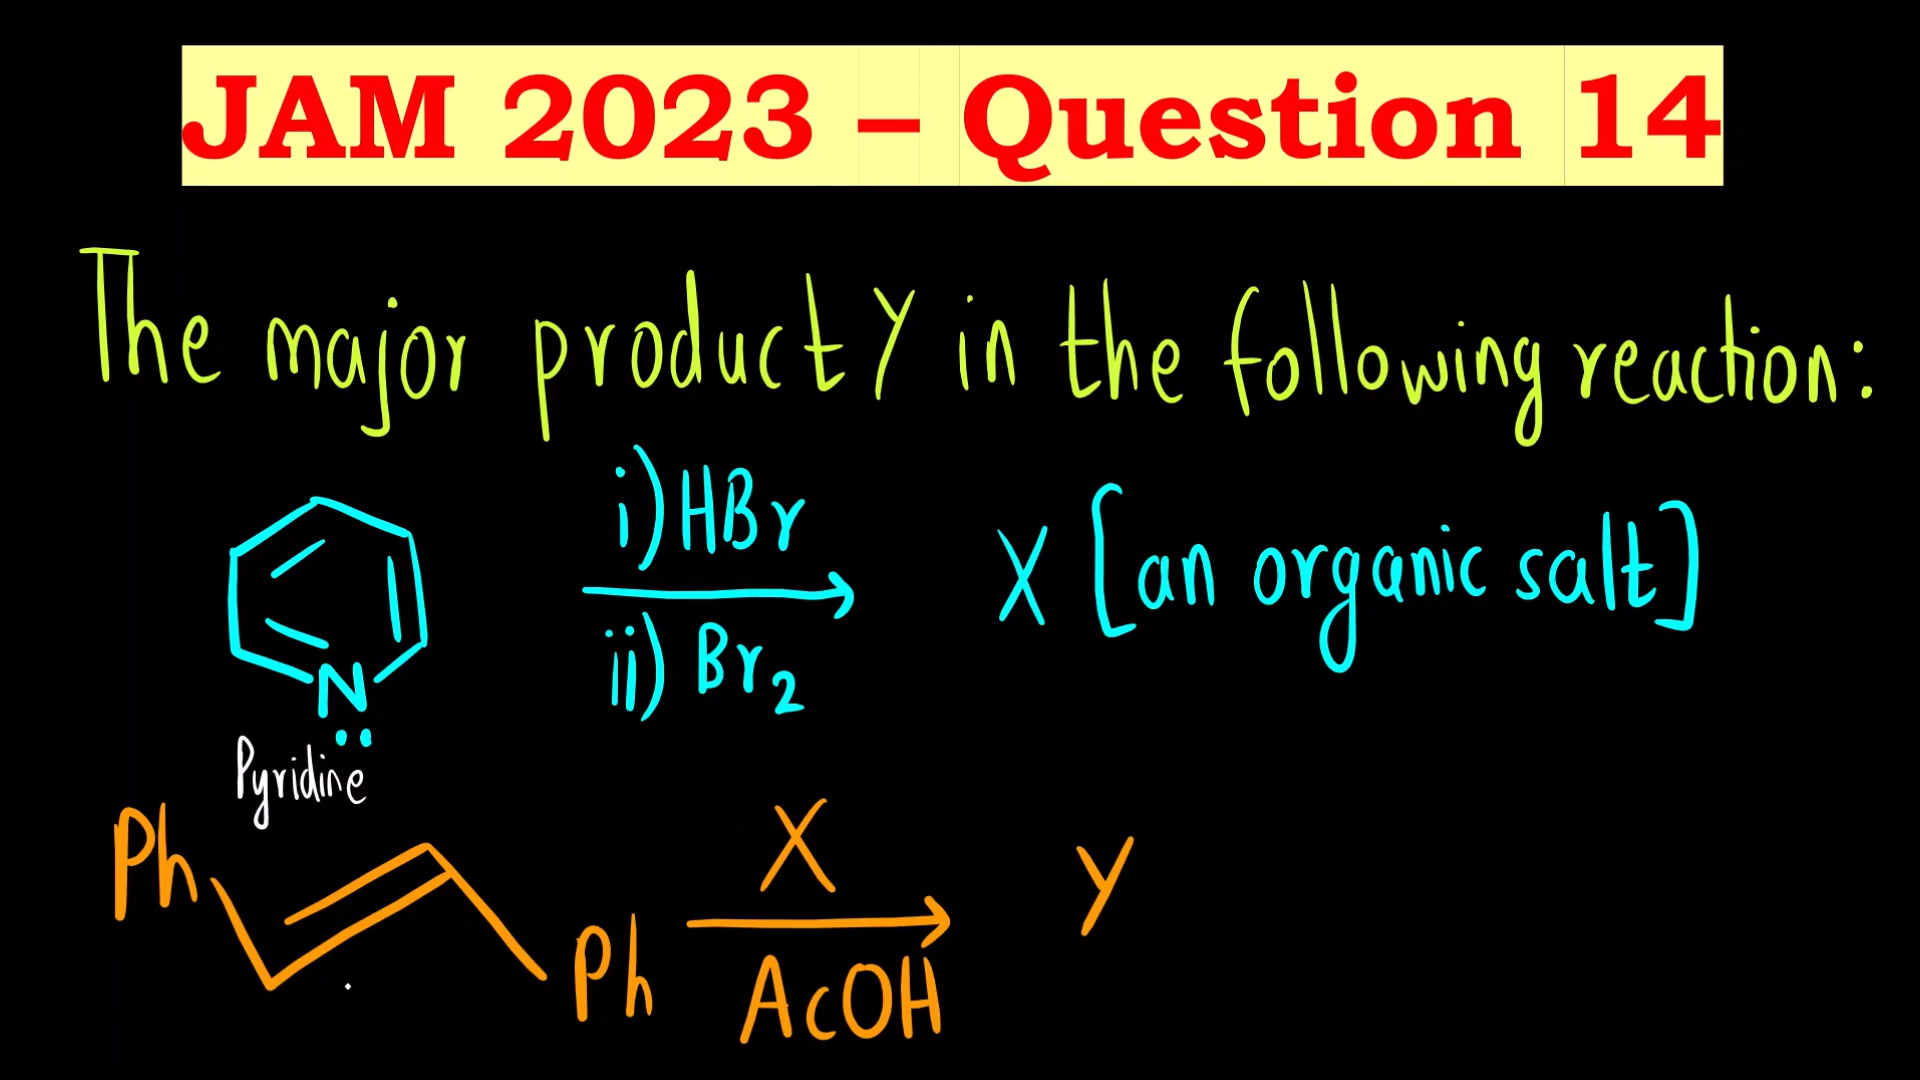 JAM 2023 – Question 14
The major product Y in the following reaction:
i) HBr
ii) Br₂
X [an organic salt]
N
Pyridine
Ph
Ph
X
AcOH
Y